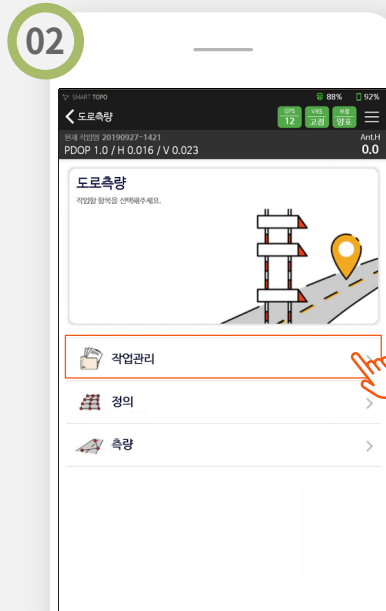 02
SMART TOPO 88% 92%
도로측량 GPS 12 VRS 고정 보정 양호
현재 작업명 20190927-1421 Ant.H
PDOP 1.0 / H 0.016 / V 0.023 0.0
도로측량
작업할 항목을 선택해주세요.
작업관리
정의
측량